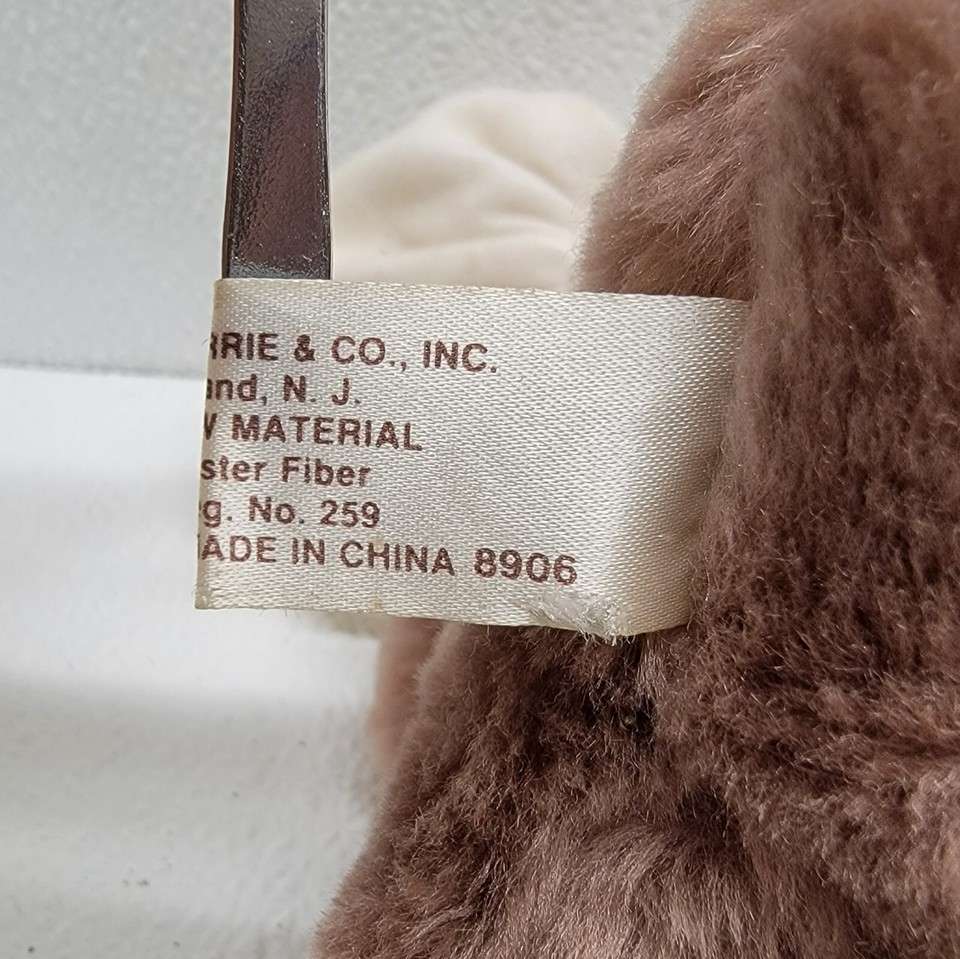 RRIE & CO., INC.
and, N. J.
W MATERIAL
ster Fiber
g. No. 259
ADE IN CHINA 8906